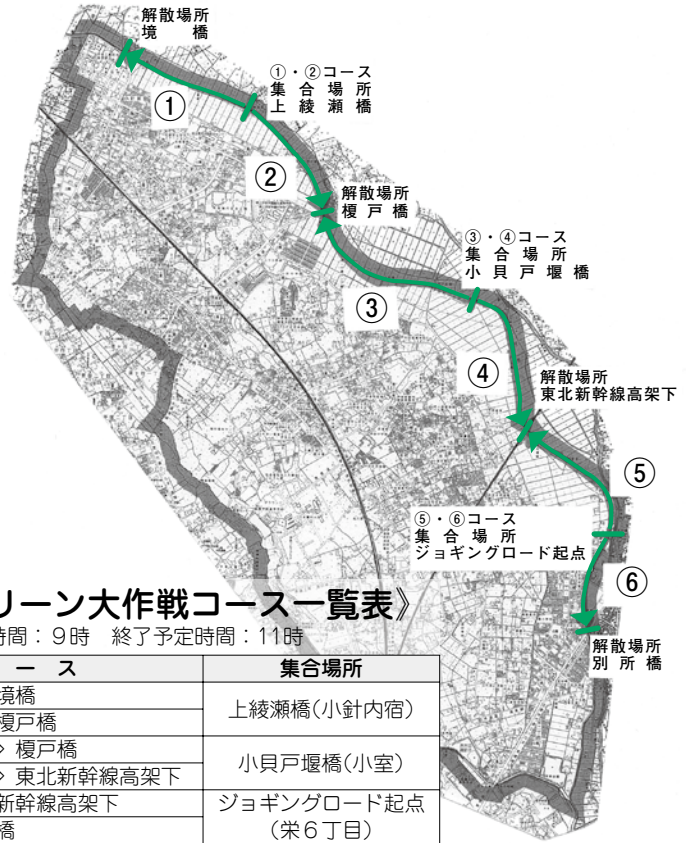 解散場所
境橋
①・②コース
集合場所
上綾瀬橋
①
②
解散場所
榎戸橋
③・④コース
集合場所
小貝戸堰橋
③
④
解散場所
東北新幹線高架下
⑤
⑤・⑥コース
集合場所
ジョギングロード起点
⑥
解散場所
別所橋
リーン大作戦コース一覧表》
時間：9時　終了予定時間：11時
ース
集合場所
境橋
榎戸橋
上綾瀬橋(小針内宿)
榎戸橋
東北新幹線高架下
小貝戸堰橋(小室)
新幹線高架下
橋
ジョギングロード起点
(栄6丁目)